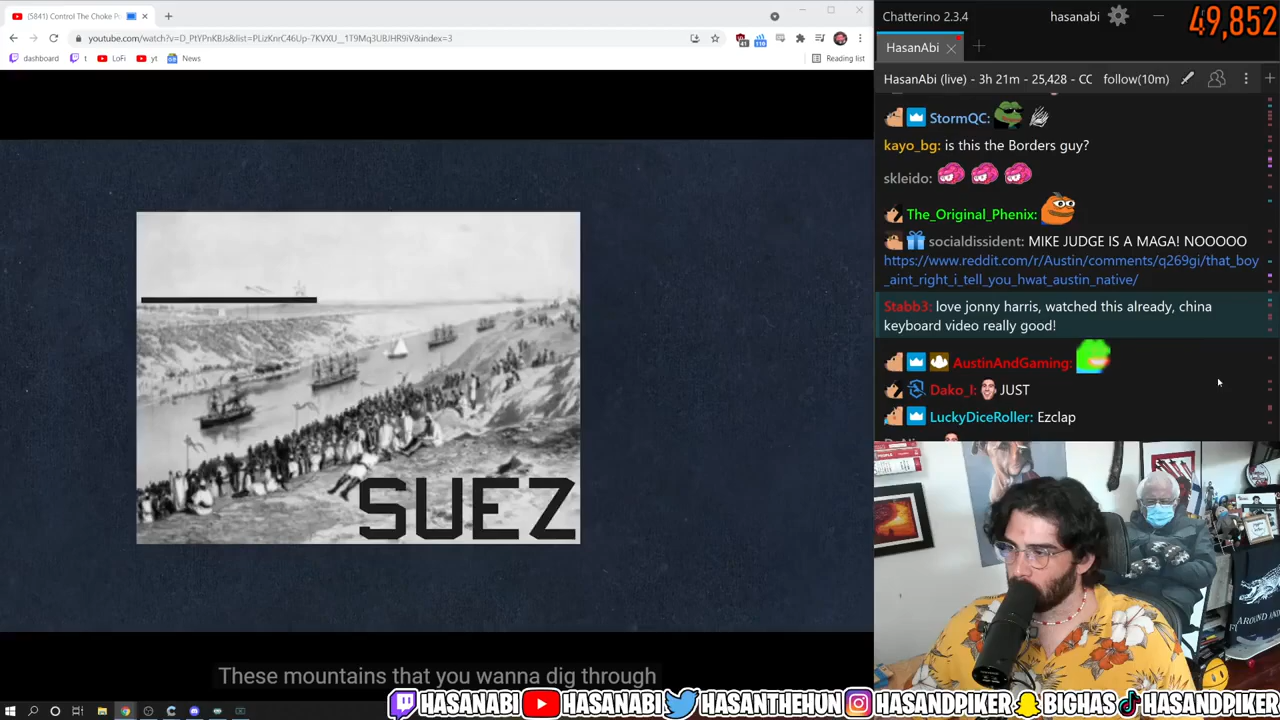 (5841) Control The Choke Po
youtube.com/watch?v=D_PtYPnKBJs&list=PLizKnrC46Up-7KVXU__1T9Mq3UBJHR9iV&index=3
dashboard
t
LoFi
yt
News
Reading list
SUEZ
These mountains that you wanna dig through
Chatterino 2.3.4
hasanabi
49,852
HasanAbi
HasanAbi (live) - 3h 21m - 25,428 - CC
follow(10m)
StormQC:
kayo_bg: is this the Borders guy?
skleido:
The_Original_Phenix:
socialdissident: MIKE JUDGE IS A MAGA! NOOOOO
https://www.reddit.com/r/Austin/comments/q269gi/that_boy
_aint_right_i_tell_you_hwat_austin_native/
Stabb3: love jonny harris, watched this already, china
keyboard video really good!
AustinAndGaming:
Dako_I: JUST
LuckyDiceRoller: Ezclap
HASANABI
HASANABI
HASANTHEHUN
HASANDPIKER
BIGHAS
HASANDPIKER